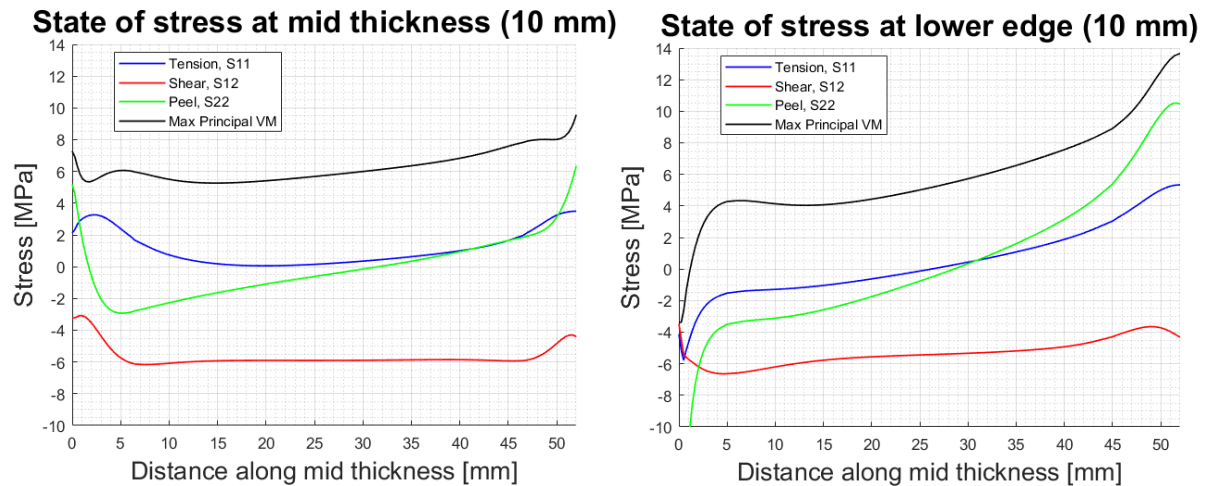 State of stress at mid thickness (10 mm)
14
12
10
8
6
4
2
0
-2
-4
-6
-8
-10
Stress [MPa]
Tension, S11
Shear, S12
Peel, S22
Max Principal VM
0 5 10 15 20 25 30 35 40 45 50
Distance along mid thickness [mm]
State of stress at lower edge (10 mm)
14
12
10
8
6
4
2
0
-2
-4
-6
-8
-10
Stress [MPa]
Tension, S11
Shear, S12
Peel, S22
Max Principal VM
0 5 10 15 20 25 30 35 40 45 50
Distance along mid thickness [mm]